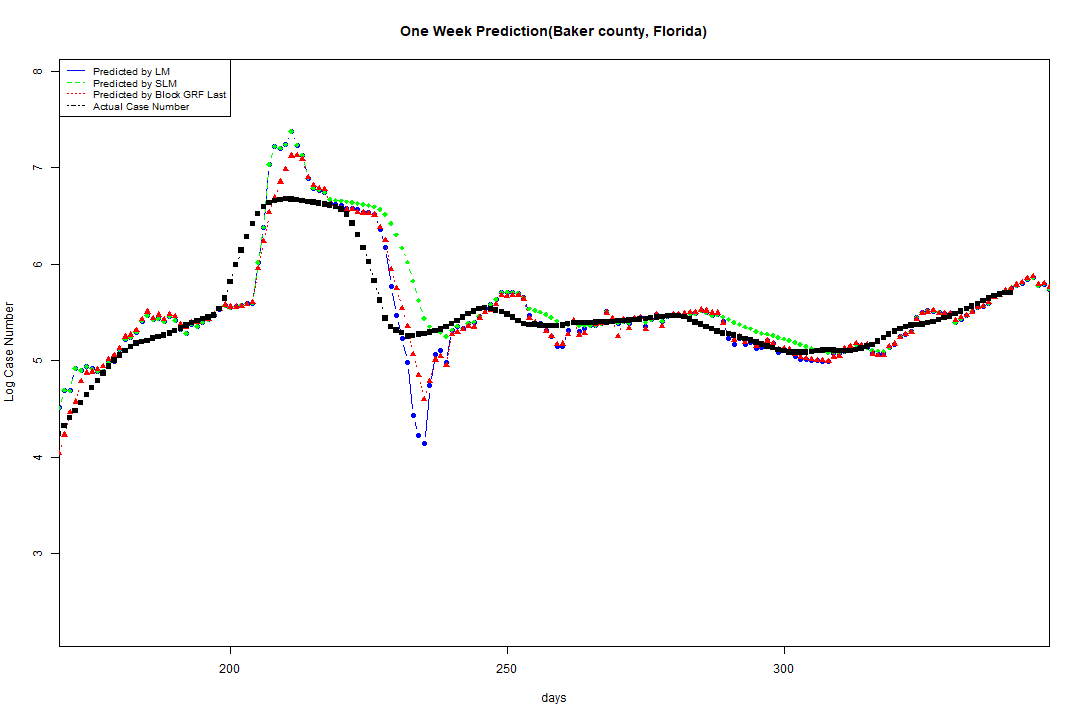 One Week Prediction(Baker county, Florida)
Predicted by LM
Predicted by SLM
Predicted by Block GRF Last
Actual Case Number
8
7
6
5
4
3
Log Case Number
200 250 300
days